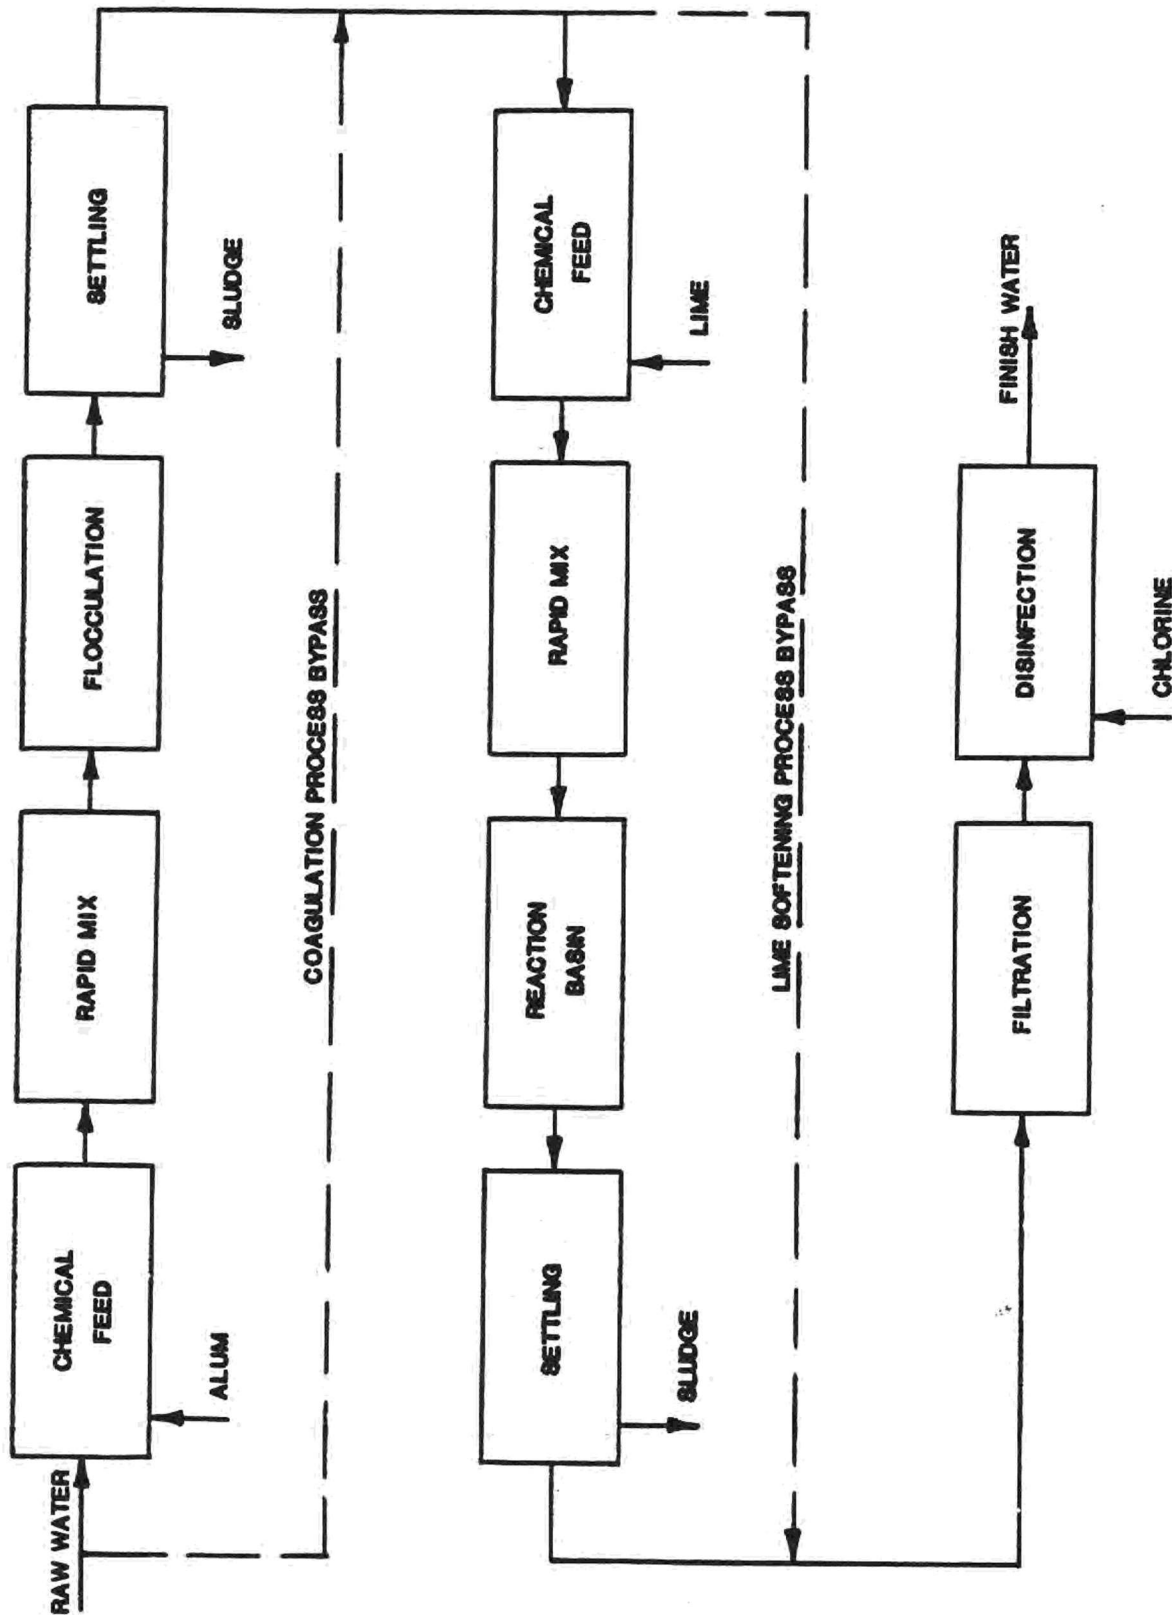 RAW WATER
CHEMICAL
FEED
ALUM
RAPID MIX
FLOCCULATION
SETTLING
SLUDGE
COAGULATION PROCESS BYPASS
CHEMICAL
FEED
LIME
RAPID MIX
REACTION
BASIN
SETTLING
SLUDGE
LIME SOFTENING PROCESS BYPASS
FILTRATION
DISINFECTION
CHLORINE
FINISH WATER